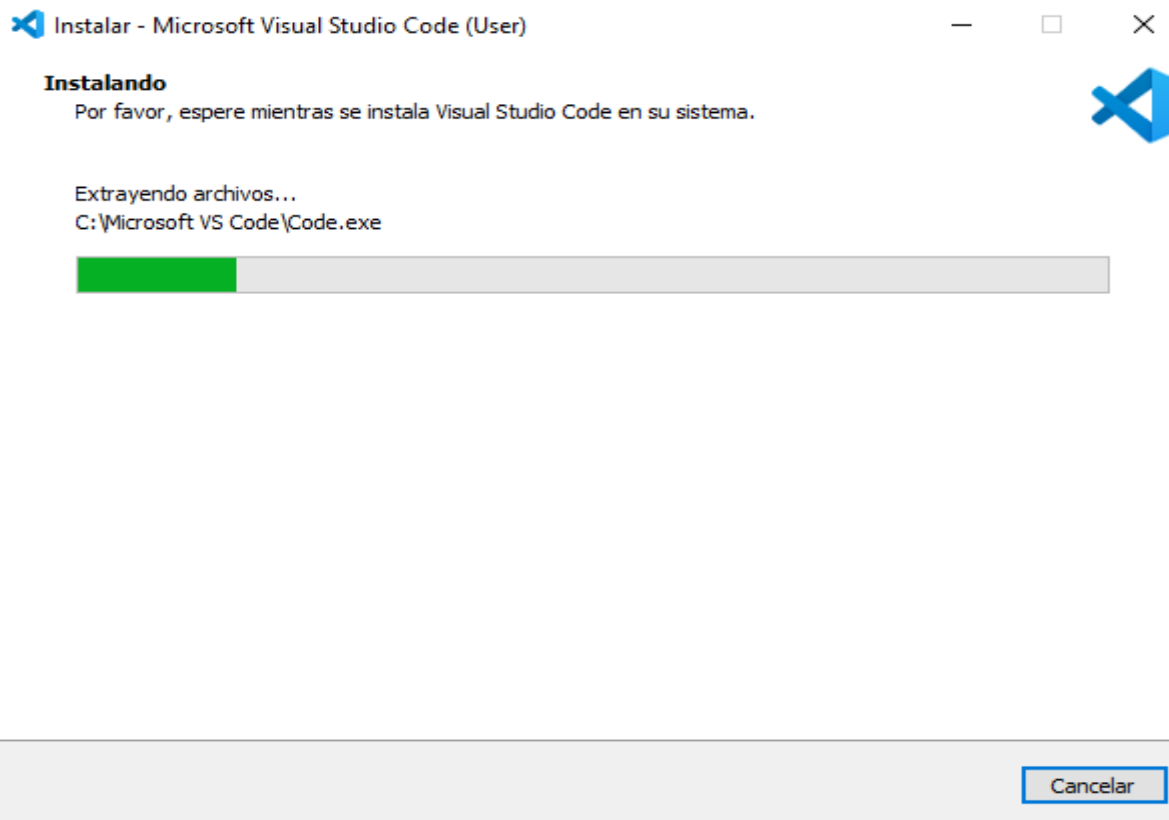 Instalar - Microsoft Visual Studio Code (User)
Instalando
Por favor, espere mientras se instala Visual Studio Code en su sistema.
Extrayendo archivos...
C:\Microsoft VS Code\Code.exe
Cancelar